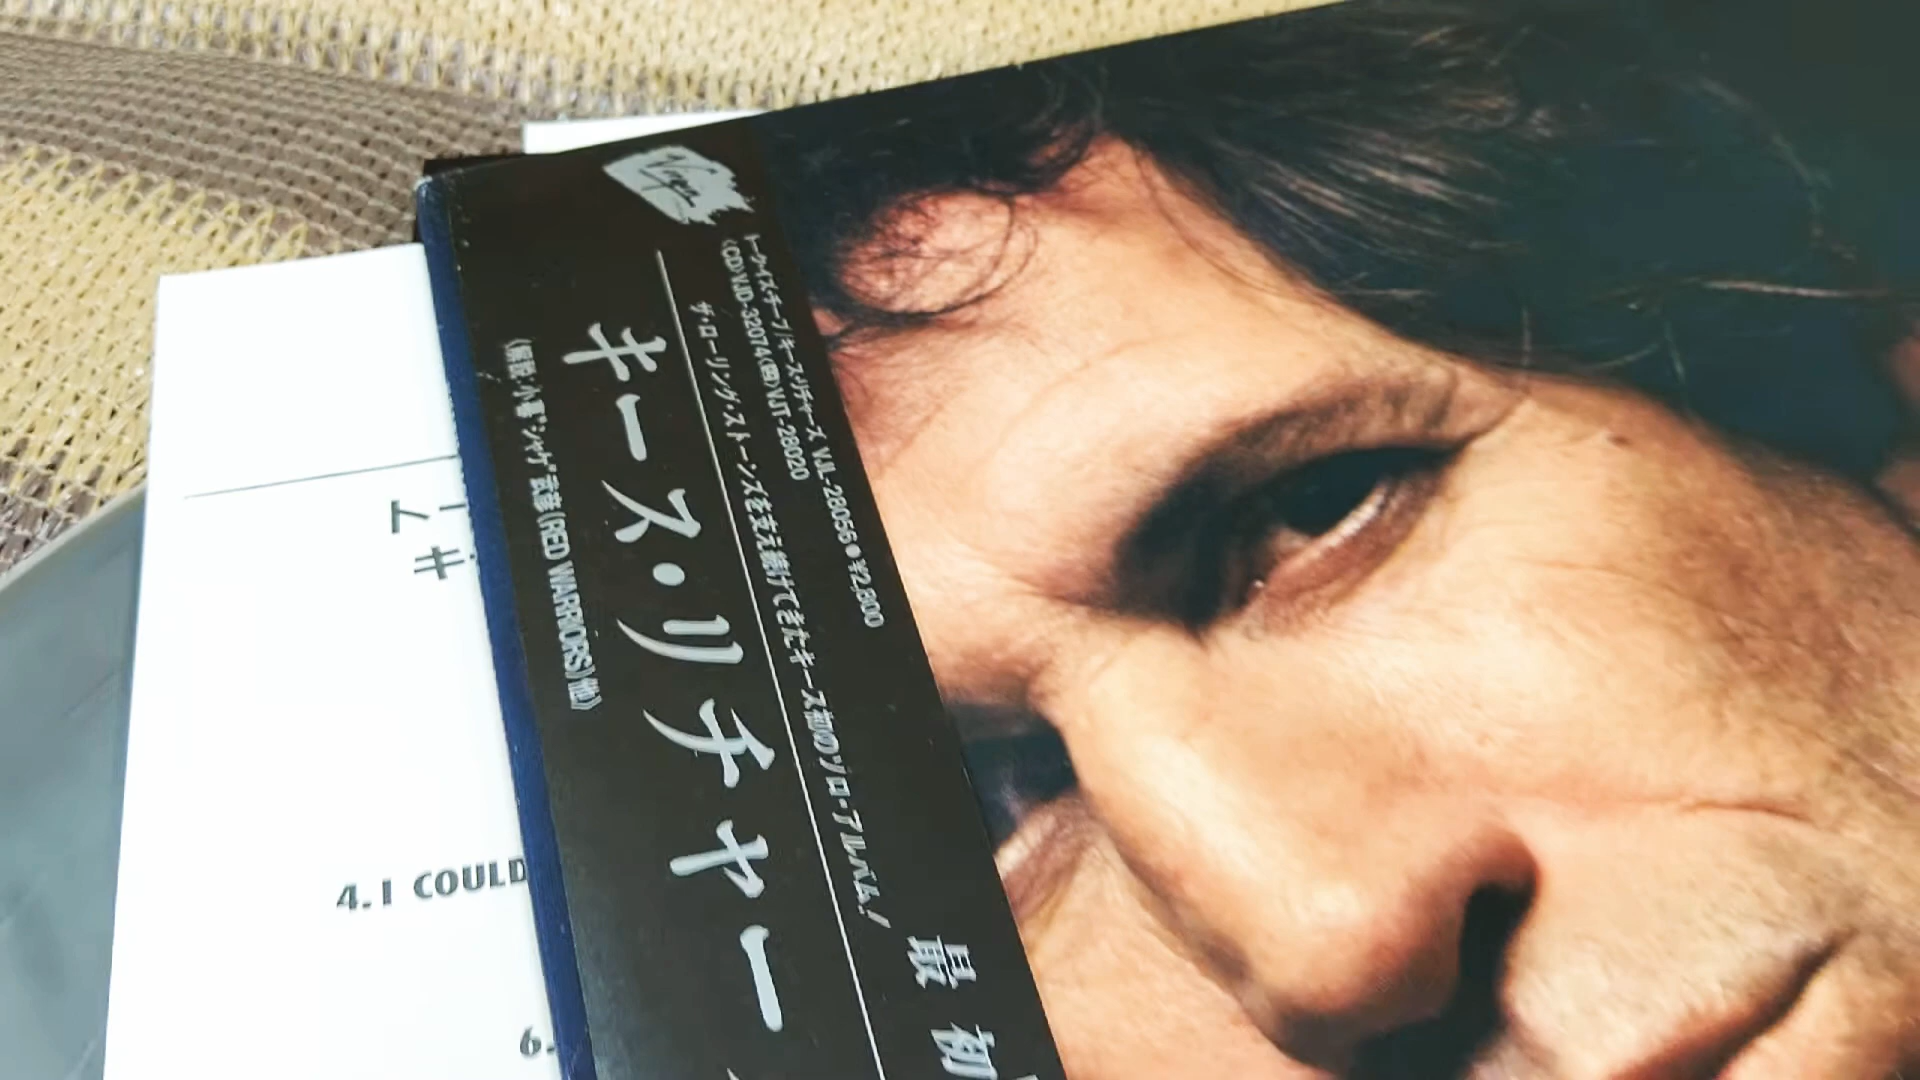 Virgin
トーク・イズ・チープ/キース・リチャーズ VJL-28056●¥2,800
(CD)VJD-32074(カセット)VJT-28020
ザ・ローリング・ストーンズを支え続けてきたキース初のソロ・アルバム!
最初
キース・リチャー
(解説:小暮"シャケ"武彦(RED WARRIORS)他)
4.I COULD
6.